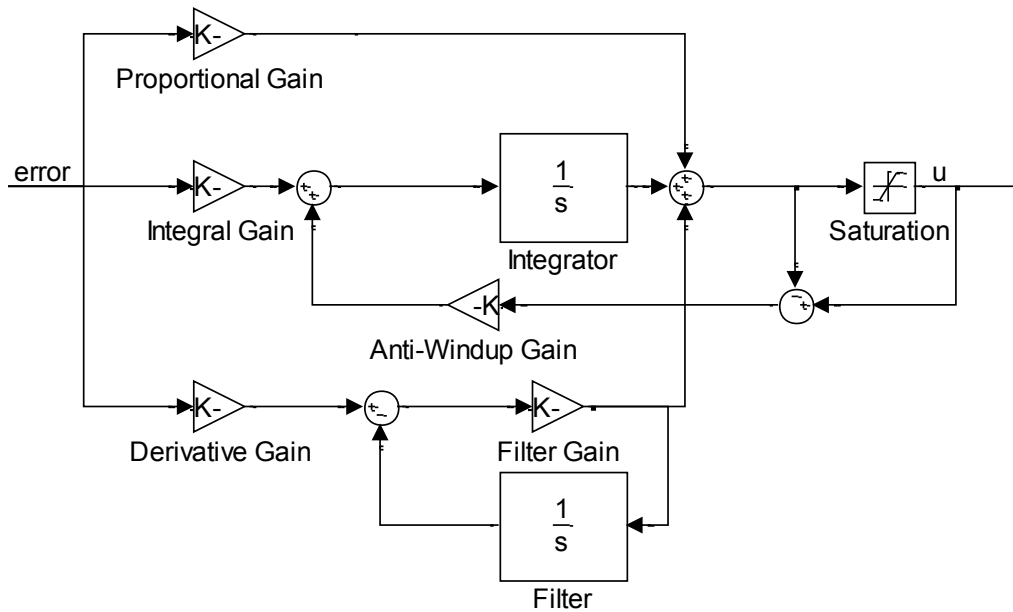 K-
Proportional Gain
error
K-
Integral Gain
+
+
1
s
Integrator
+
+
+
Saturation
u
-K
Anti-Windup Gain
-
+
K-
Derivative Gain
+
-
K-
Filter Gain
1
s
Filter